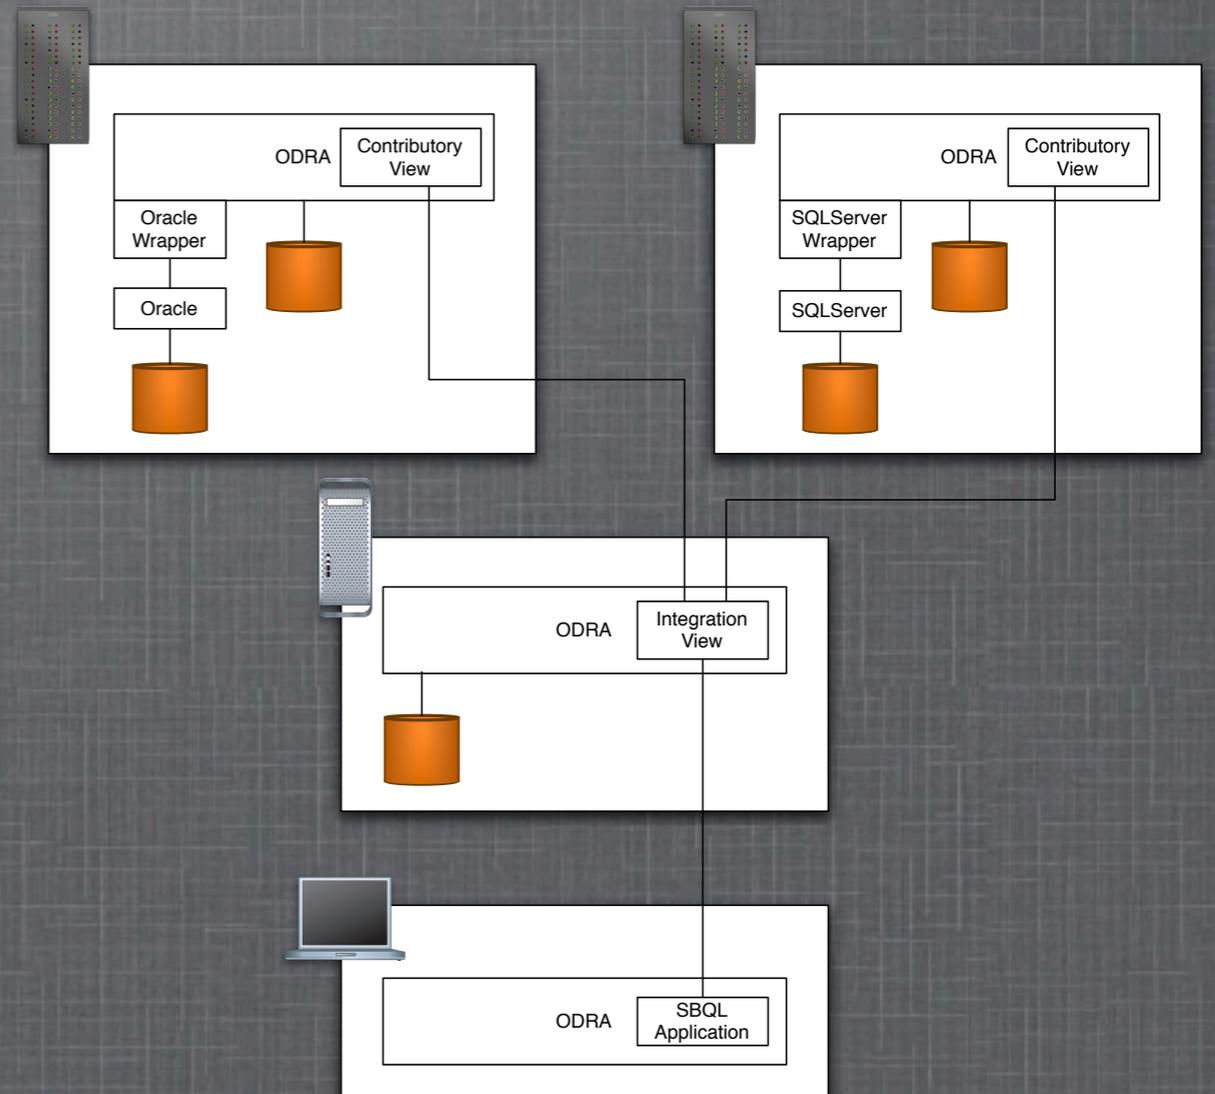 ODRA
Contributory
View
Oracle
Wrapper
Oracle
ODRA
Contributory
View
SQLServer
Wrapper
SQLServer
ODRA
Integration
View
ODRA
SBQL
Application